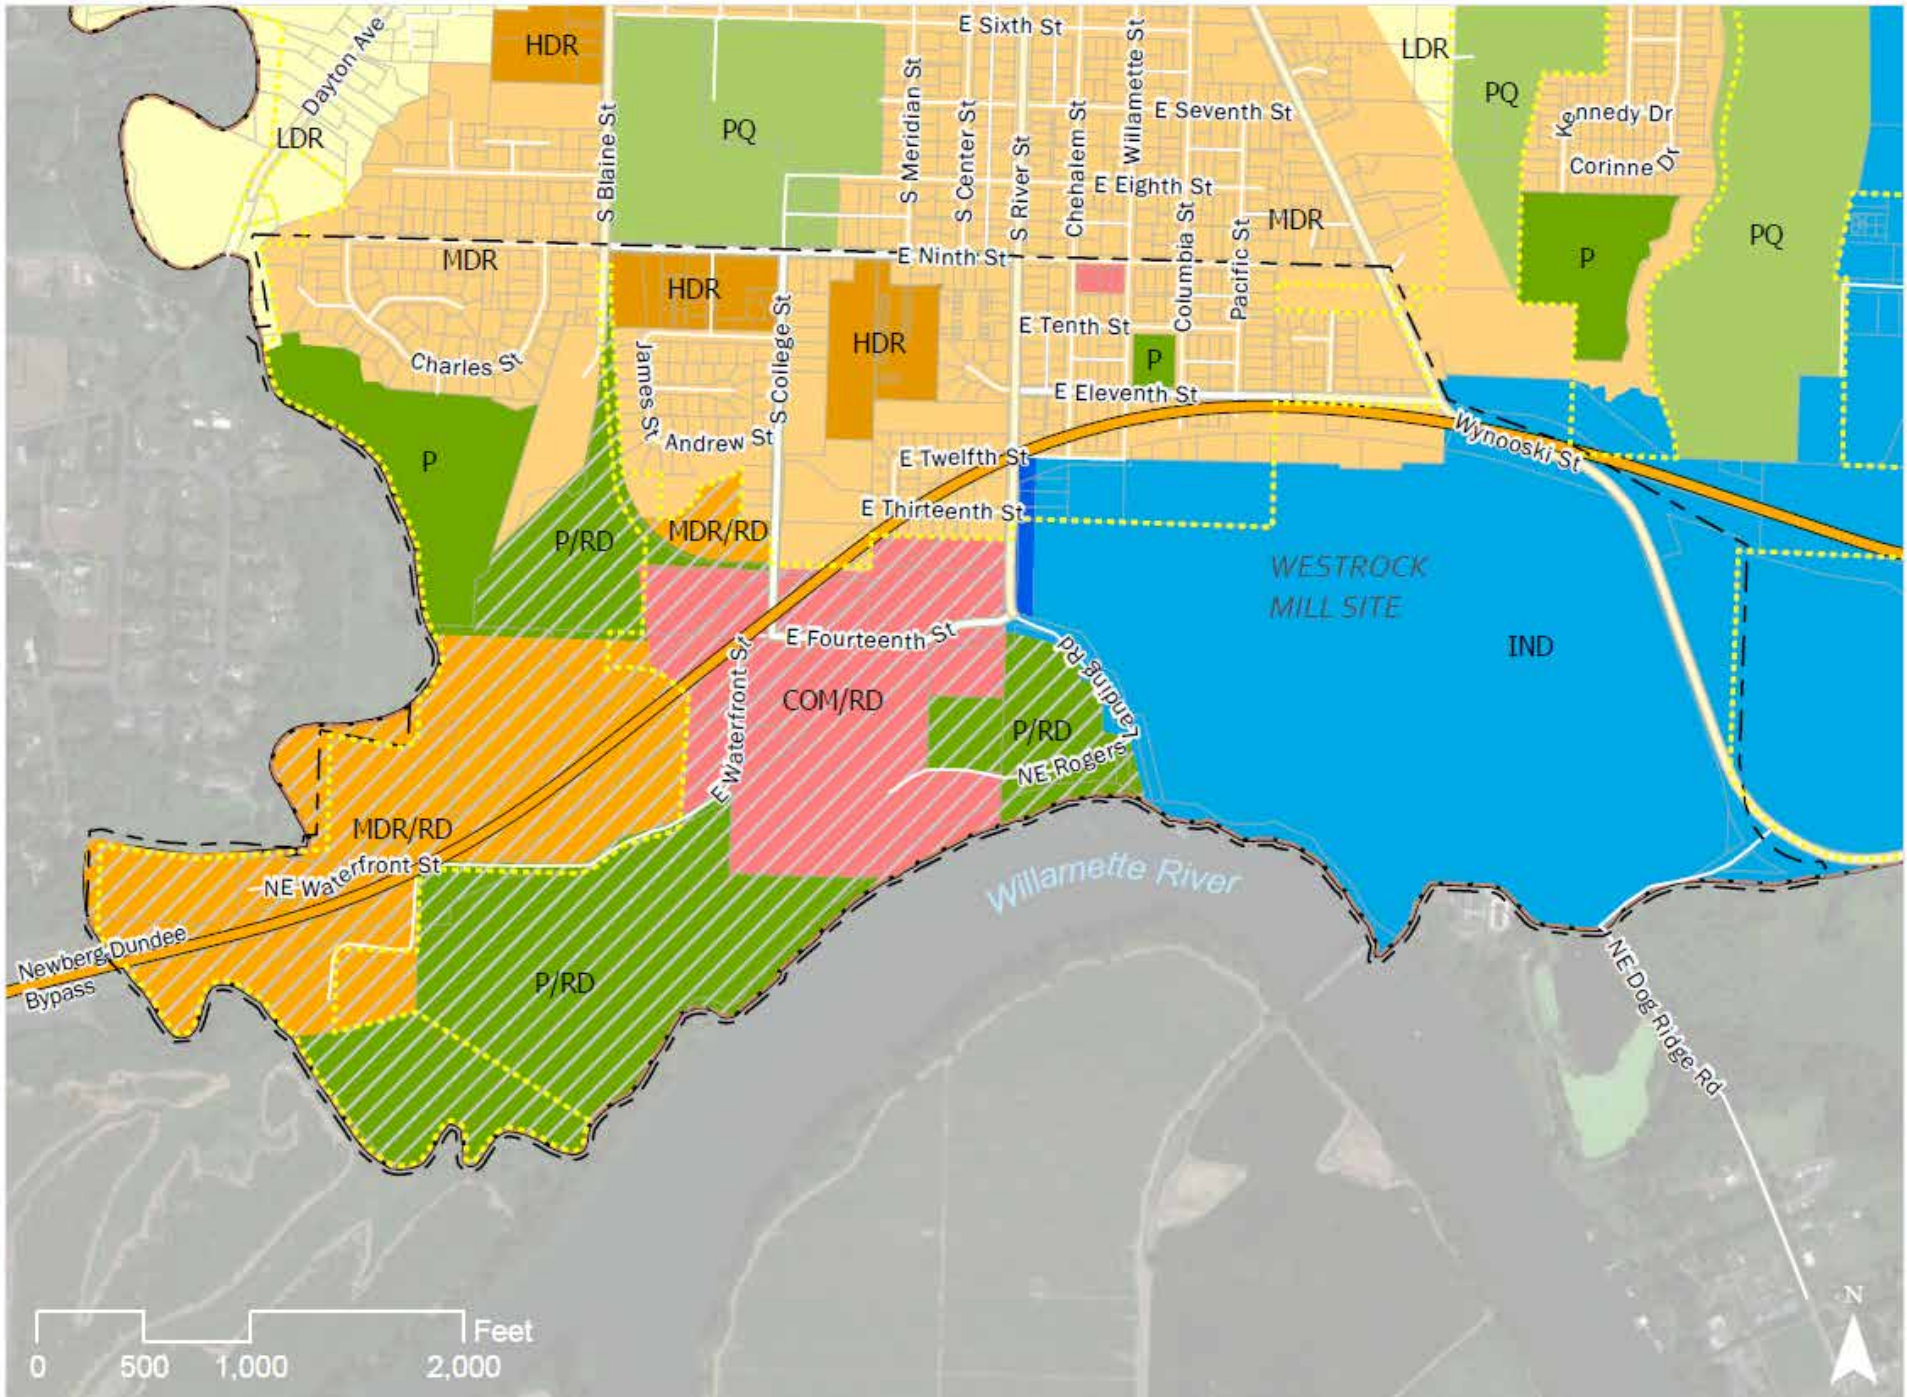 E Sixth St
HDR
LDR
Dayton Ave
Willamette St
PQ
S Meridian St
E Seventh St
Kennedy Dr
PQ
LDR
S Blaine St
S Center St
S River St
Chehalem St
Corinne Dr
E Eighth St
MDR
Columbia St
Pacific St
P
PQ
MDR
E Ninth St
HDR
S College St
E Tenth St
HDR
P
Charles St
James St
E Eleventh St
Andrew St
Wynooski St
P
E Twelfth St
E Thirteenth St
MDR/RD
P/RD
WESTROCK
MILL SITE
E Fourteenth St
IND
E Waterfront St
COM/RD
P/RD
NE Rogers Landing Rd
MDR/RD
NE Waterfront St
Willamette River
Newberg Dundee
Bypass
P/RD
NE Dog Ridge Rd
N
Feet
0 500 1,000 2,000